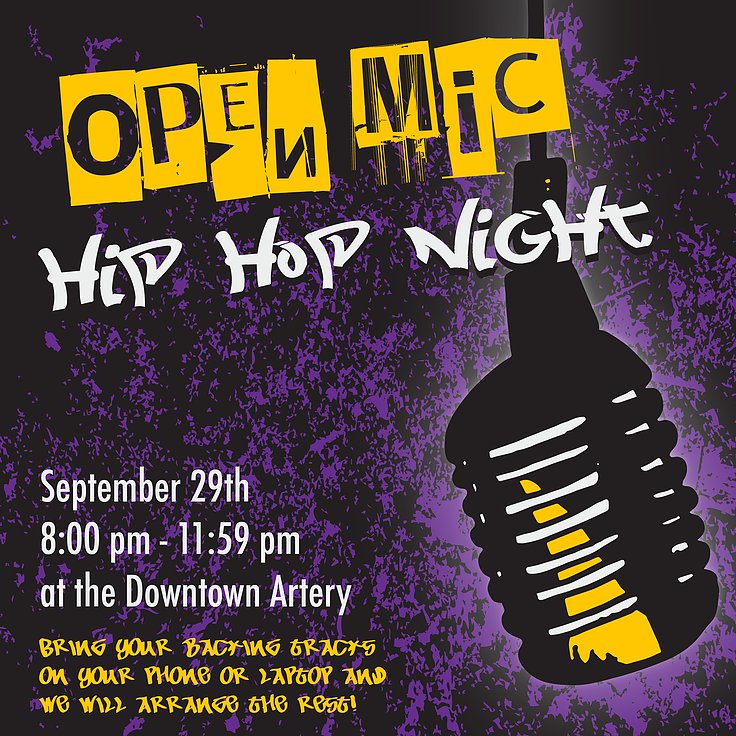 OPEN MiC
HiP HoP NiGHt
September 29th
8:00 pm - 11:59 pm
at the Downtown Artery
BRING YOUR BACKING TRACKS
ON YOUR PHONE OR LAPTOP AND
WE WILL ARRANGE THE REST!